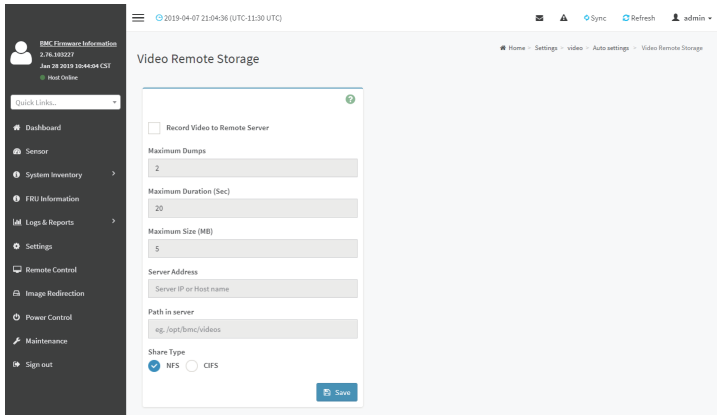 2019-04-07 21:04:36 (UTC-11:30 UTC)
Sync
Refresh
admin
BMC Firmware Information
2.76.103227
Jan 28 2019 10:44:04 CST
Host Online
Quick Links..
Dashboard
Sensor
System Inventory
FRU Information
Logs & Reports
Settings
Remote Control
Image Redirection
Power Control
Maintenance
Sign out
Video Remote Storage
Home > Settings > video > Auto settings > Video Remote Storage
Record Video to Remote Server
Maximum Dumps
2
Maximum Duration (Sec)
20
Maximum Size (MB)
5
Server Address
Server IP or Host name
Path in server
eg. /opt/bmc/videos
Share Type
NFS CIFS
Save